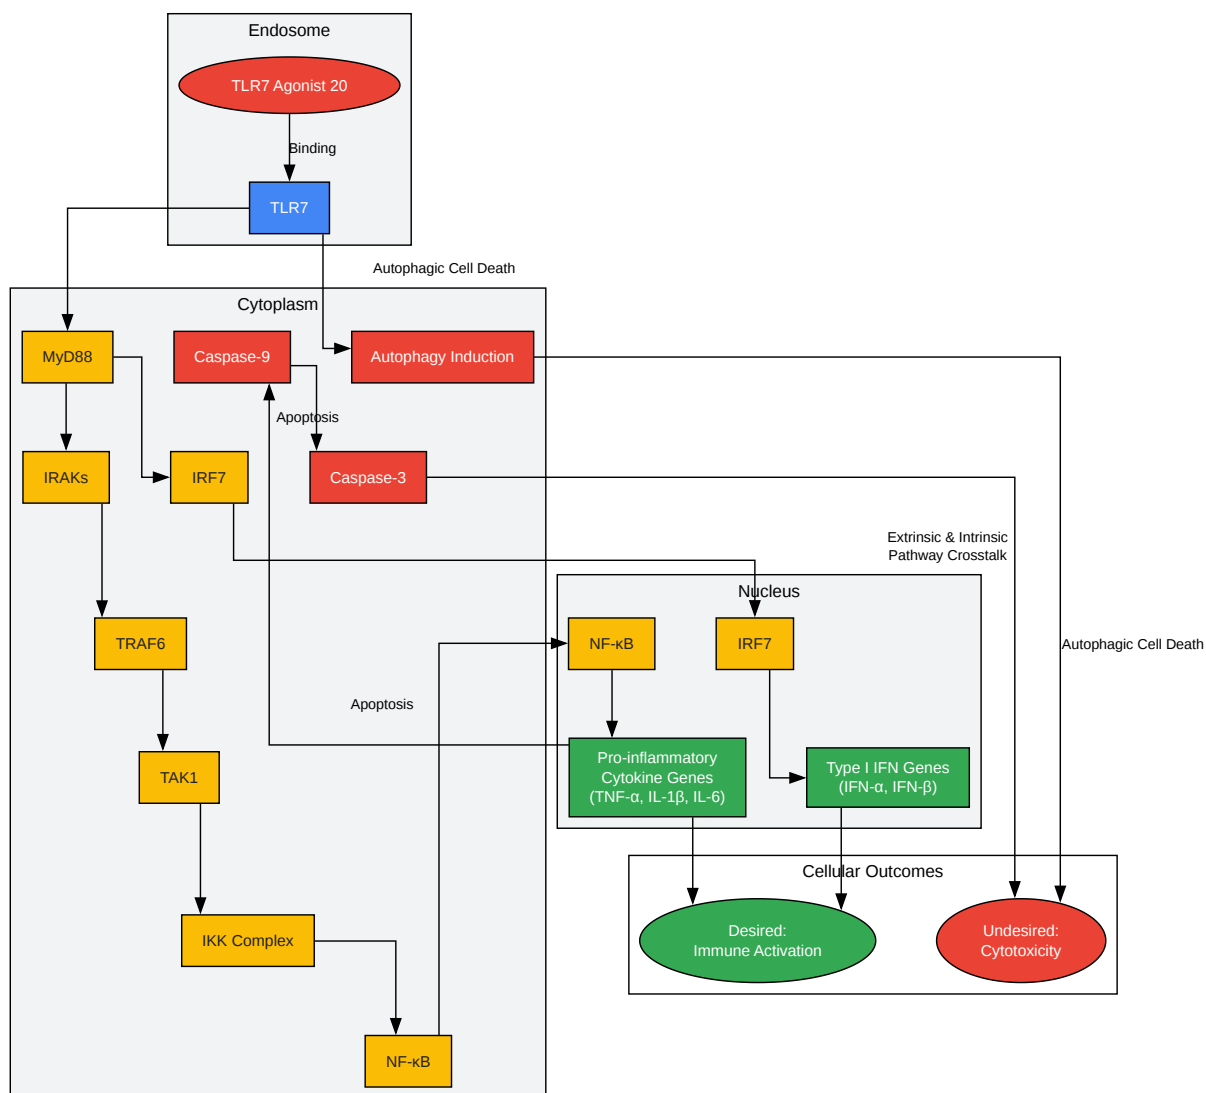 Endosome
TLR7 Agonist 20
Binding
TLR7
Autophagic Cell Death
Cytoplasm
MyD88
Caspase-9
Autophagy Induction
Apoptosis
IRAKs
IRF7
Caspase-3
Extrinsic & Intrinsic
Pathway Crosstalk
Nucleus
TRAF6
NF-κB
IRF7
Autophagic Cell Death
Apoptosis
TAK1
Pro-inflammatory
Cytokine Genes
(TNF-α, IL-1β, IL-6)
Type I IFN Genes
(IFN-α, IFN-β)
Cellular Outcomes
IKK Complex
Desired:
Immune Activation
Undesired:
Cytotoxicity
NF-κB